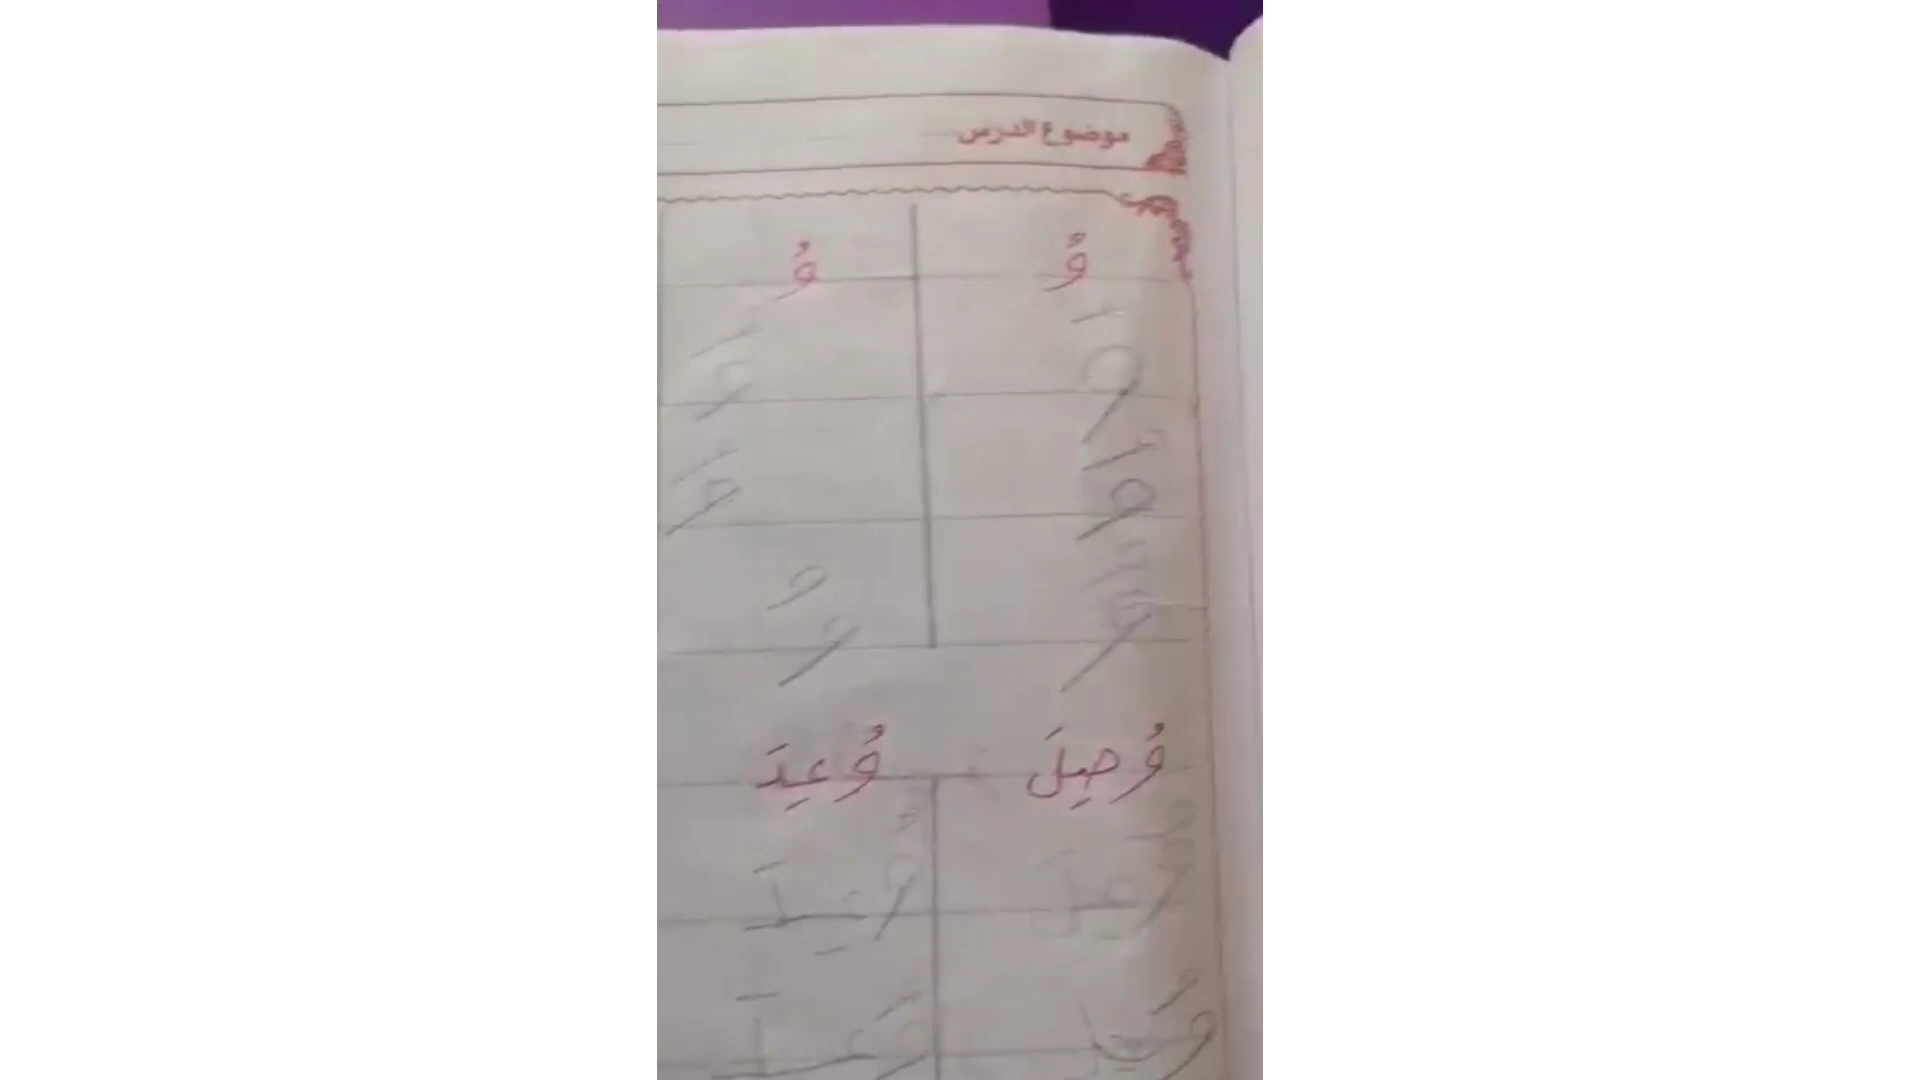 موضوع الدرس
وُ وُ
وُ وُ
وُ وُ
وُ وُ
وُصِلَ وُعِدَ
وُصِلَ وُعِدَ